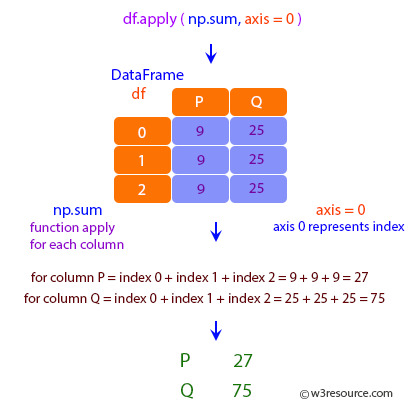 df.apply ( np.sum, axis = 0 )
DataFrame
df
P Q
0 9 25
1 9 25
2 9 25
np.sum axis = 0
function apply axis 0 represents index
for each column
for column P = index 0 + index 1 + index 2 = 9 + 9 + 9 = 27
for column Q = index 0 + index 1 + index 2 = 25 + 25 + 25 = 75
P 27
Q 75
© w3resource.com